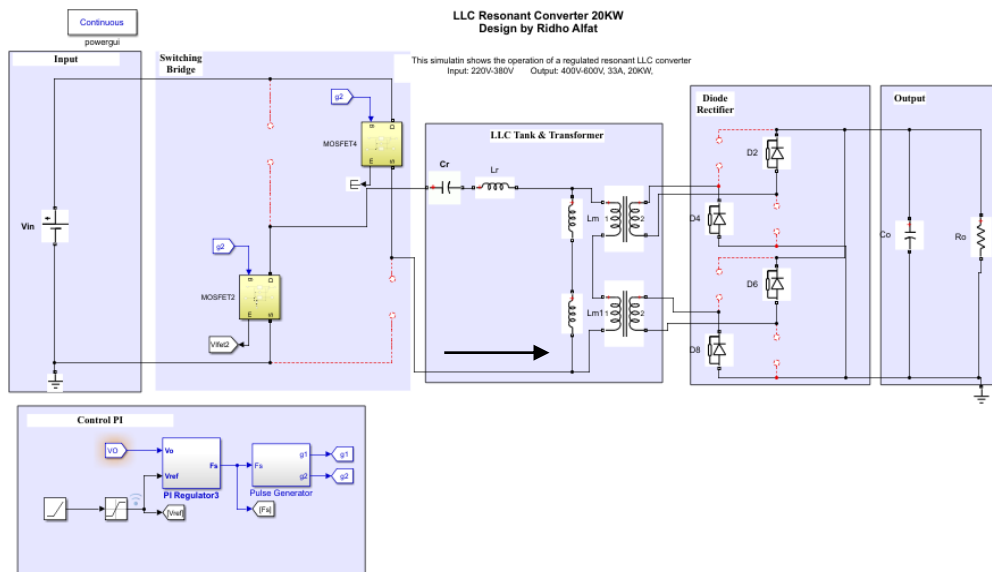 LLC Resonant Converter 20KW
Design by Ridho Alfat
This simulatin shows the operation of a regulated resonant LLC converter
Input: 220V-380V Output: 400V-600V, 33A, 20KW,
Continuous
powergui
Input
Vin
Switching
Bridge
g2
g
D
MOSFET4
E
S
g2
g
D
MOSFET2
E
S
Vlfet2
LLC Tank & Transformer
Cr
Lr
Lm
1
2
Lm1
1
2
Diode
Rectifier
D2
D4
D6
D8
Output
Co
Ro
Control PI
VO
Vo
Vref
Fs
PI Regulator3
[Vref]
Fs
g1
g2
Pulse Generator
g1
g2
[Fs]